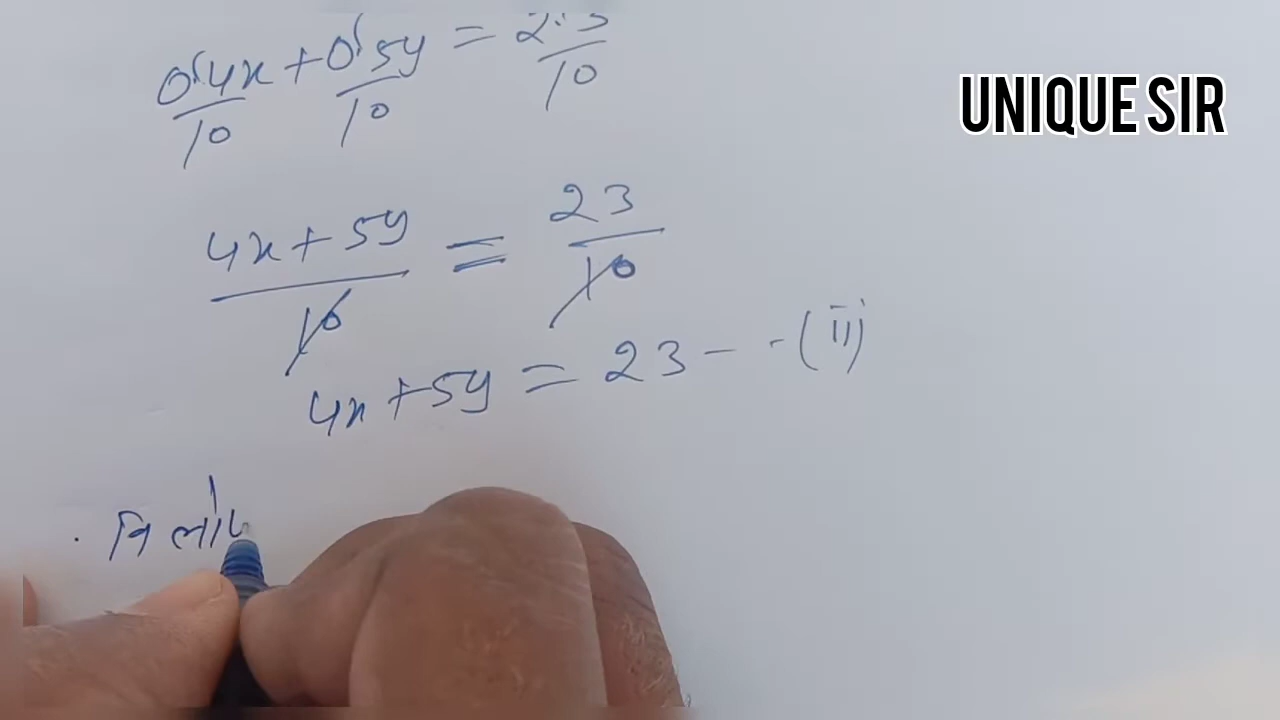 0.4x + 0.5y = 2.3
10 10 10
UNIQUE SIR
4x + 5y = 23
10 10
4x + 5y = 23 - - (ii)